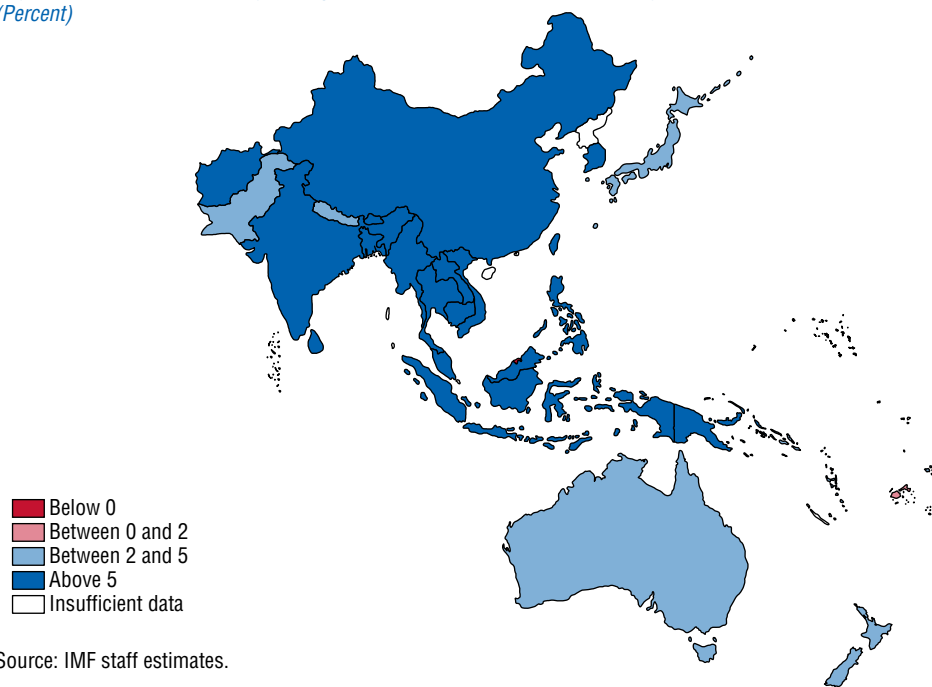 (Percent)
Below 0
Between 0 and 2
Between 2 and 5
Above 5
Insufficient data
Source: IMF staff estimates.